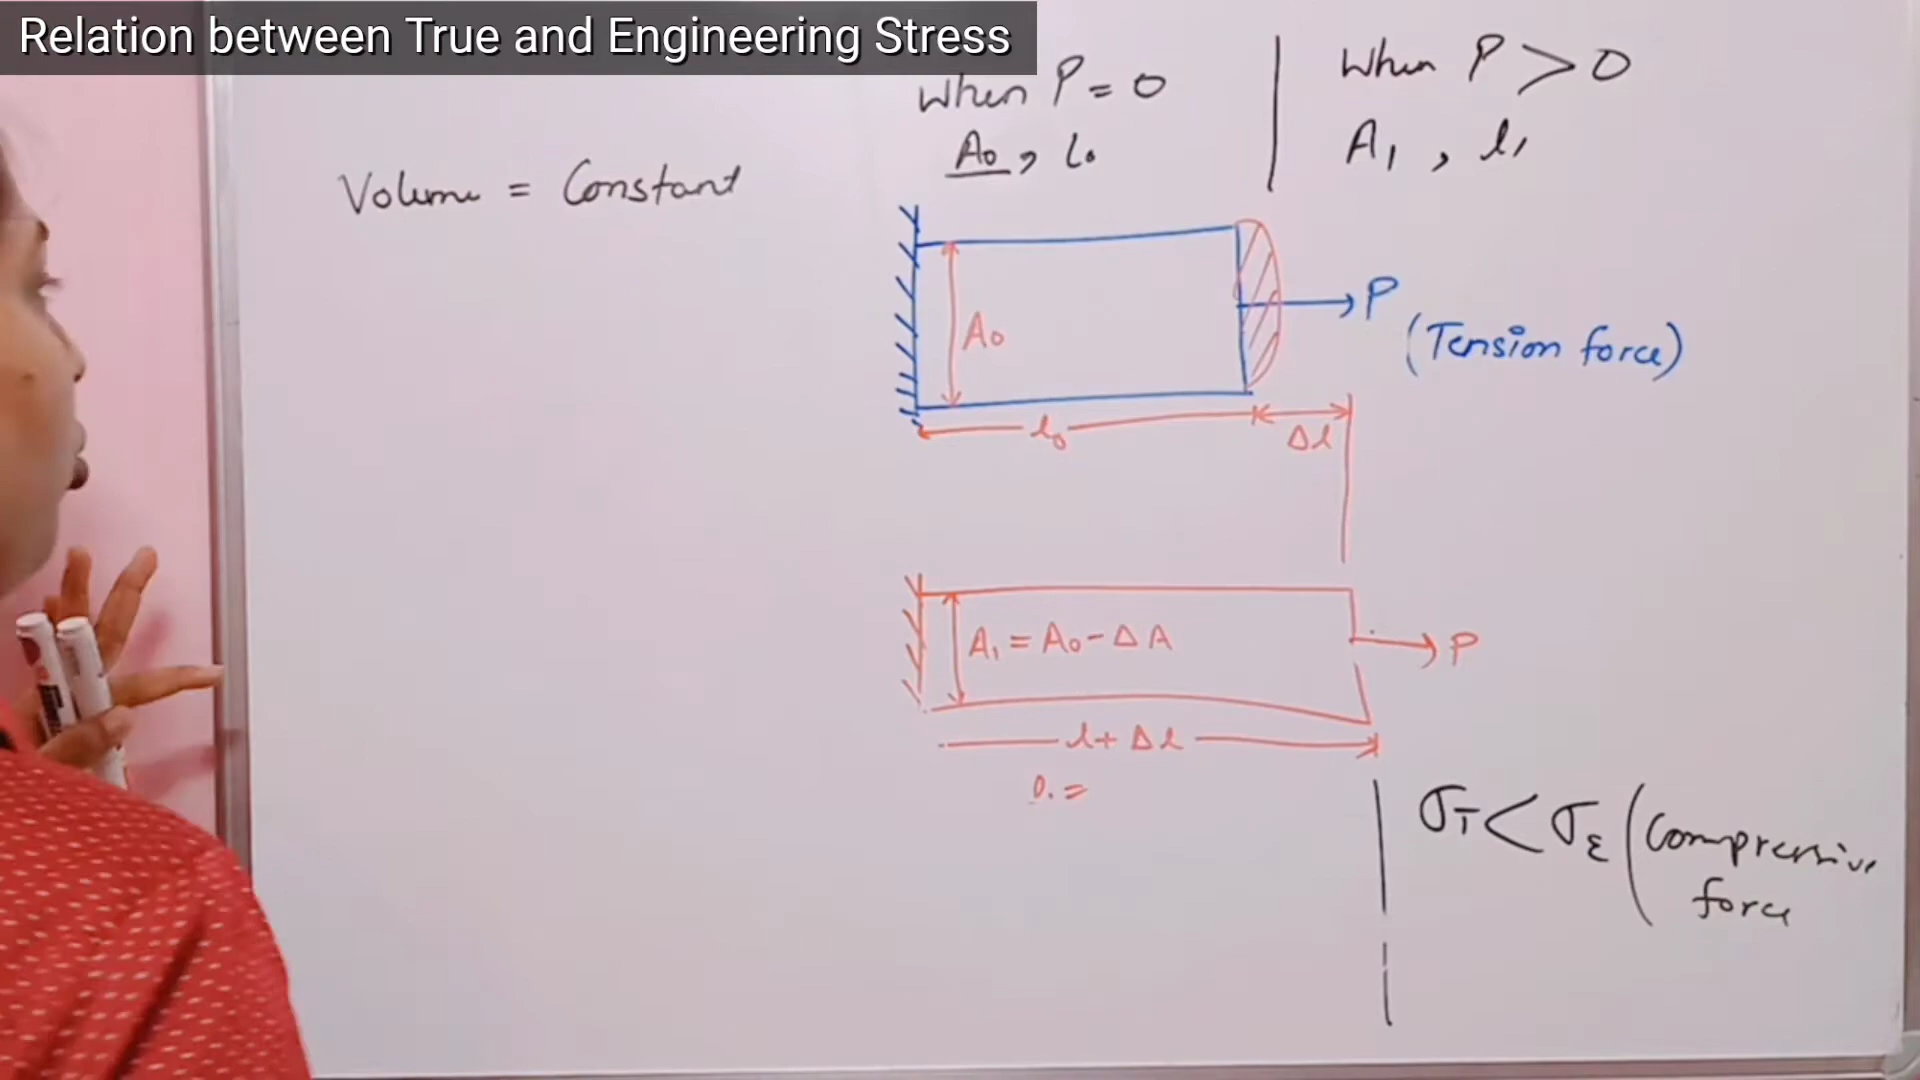 Relation between True and Engineering Stress
When P = 0
A₀, l₀
When P > 0
A₁, l₁
Volume = Constant
A₀
P
(Tension force)
l₀
Δl
A₁ = A₀ - ΔA
P
l + Δl
σT < σE (Compressive
force